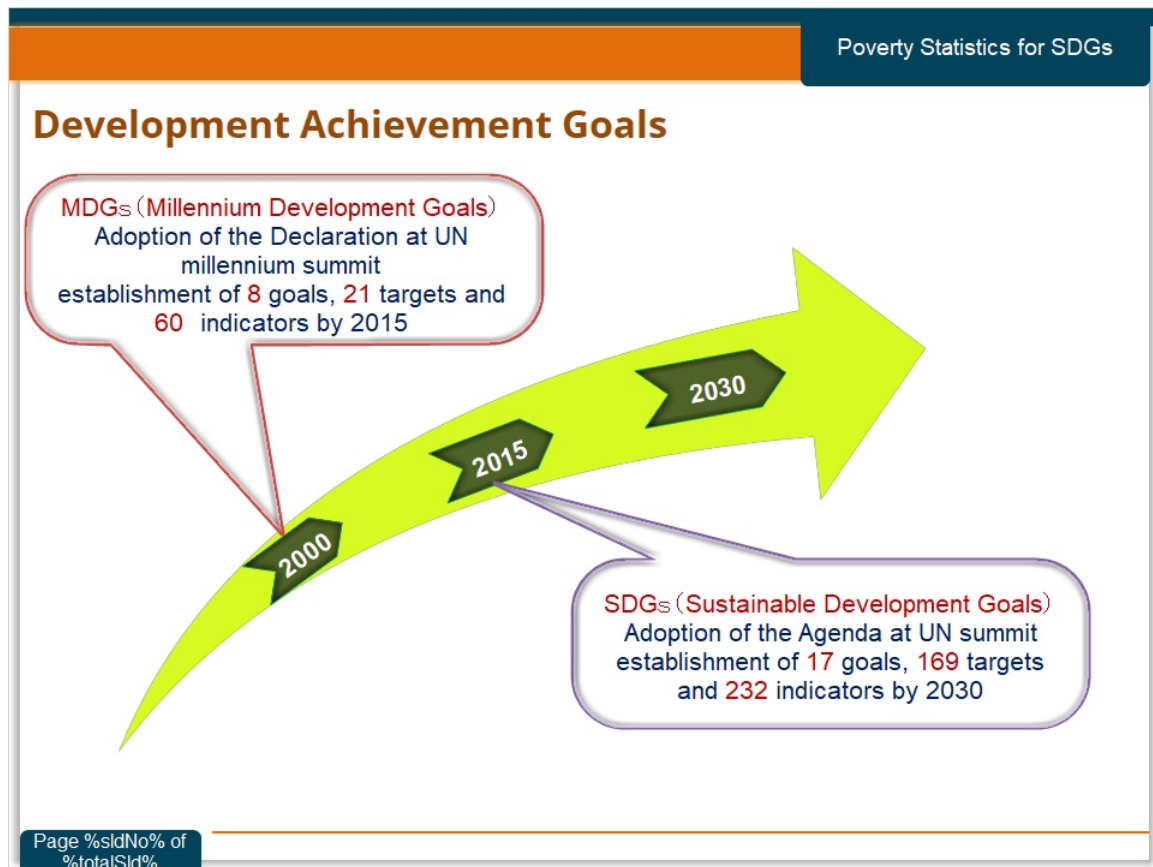 Poverty Statistics for SDGs
Development Achievement Goals
MDGs（Millennium Development Goals）
Adoption of the Declaration at UN
millennium summit
establishment of 8 goals, 21 targets and
60 indicators by 2015
2030
2015
2000
SDGs（Sustainable Development Goals）
Adoption of the Agenda at UN summit
establishment of 17 goals, 169 targets
and 232 indicators by 2030
Page %sldNo% of
%totalSld%